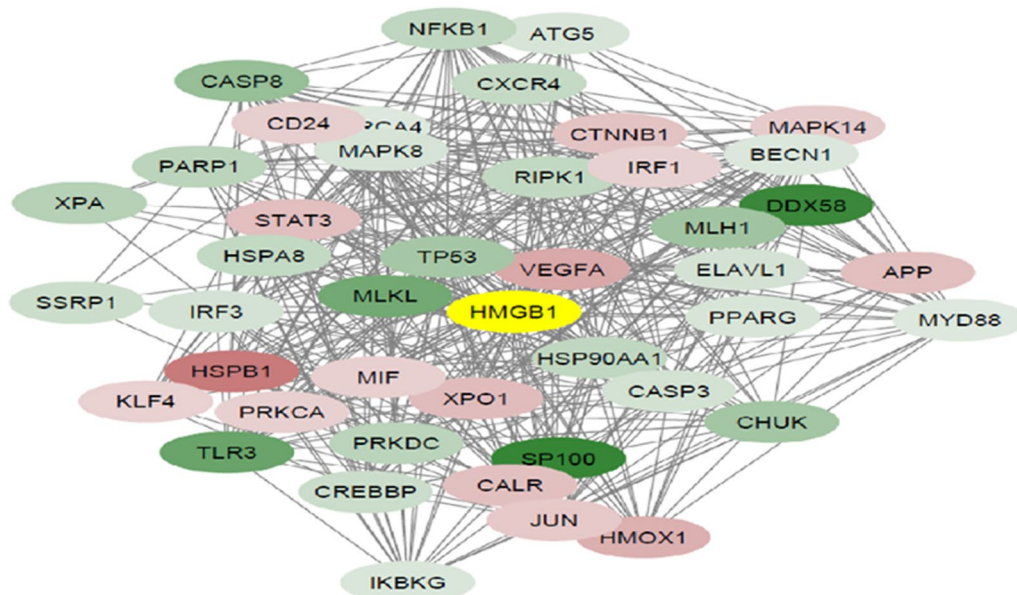 NFKB1
ATG5
CASP8
CXCR4
CD24
RCA4
CTNNB1
MAPK14
MAPK8
BECN1
PARP1
RIPK1
IRF1
XPA
DDX58
STAT3
MLH1
HSPA8
TP53
VEGFA
ELAVL1
APP
SSRP1
IRF3
MLKL
HMGB1
PPARG
MYD88
HSPB1
MIF
HSP90AA1
KLF4
PRKCA
XPO1
CASP3
CHUK
TLR3
PRKDC
SP100
CREBBP
CALR
JUN
HMOX1
IKBKG